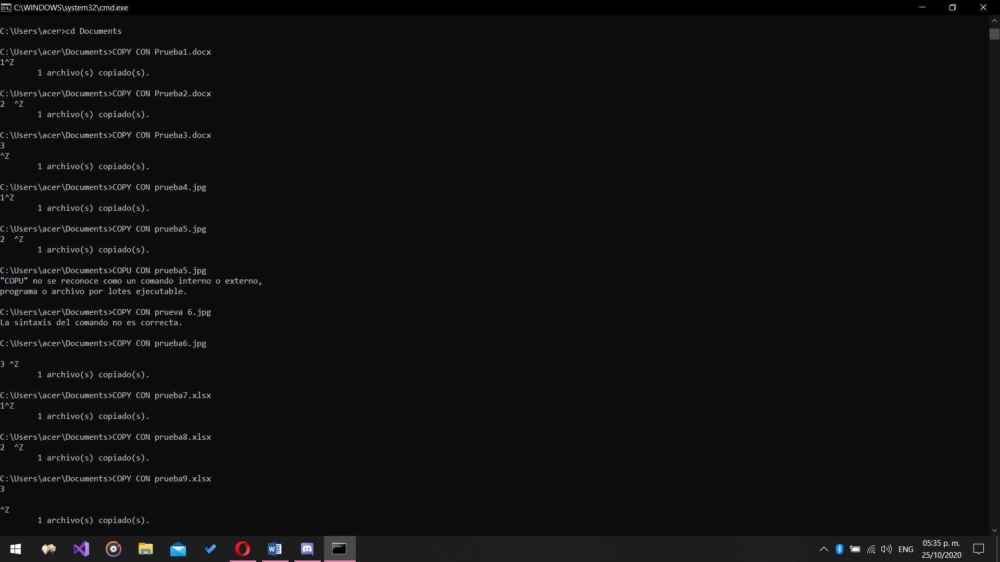 C:\WINDOWS\system32\cmd.exe
C:\Users\acer>cd Documents
C:\Users\acer\Documents>COPY CON Prueba1.docx
1^Z
1 archivo(s) copiado(s).
C:\Users\acer\Documents>COPY CON Prueba2.docx
2  ^Z
1 archivo(s) copiado(s).
C:\Users\acer\Documents>COPY CON Prueba3.docx
3
^Z
1 archivo(s) copiado(s).
C:\Users\acer\Documents>COPY CON prueba4.jpg
1^Z
1 archivo(s) copiado(s).
C:\Users\acer\Documents>COPY CON prueba5.jpg
2  ^Z
1 archivo(s) copiado(s).
C:\Users\acer\Documents>COPU CON prueba5.jpg
"COPU" no se reconoce como un comando interno o externo,
programa o archivo por lotes ejecutable.
C:\Users\acer\Documents>COPY CON prueva 6.jpg
La sintaxis del comando no es correcta.
C:\Users\acer\Documents>COPY CON prueba6.jpg
3 ^Z
1 archivo(s) copiado(s).
C:\Users\acer\Documents>COPY CON prueba7.xlsx
1^Z
1 archivo(s) copiado(s).
C:\Users\acer\Documents>COPY CON prueba8.xlsx
2  ^Z
1 archivo(s) copiado(s).
C:\Users\acer\Documents>COPY CON prueba9.xlsx
3
^Z
1 archivo(s) copiado(s).
ENG
05:35 p. m.
25/10/2020